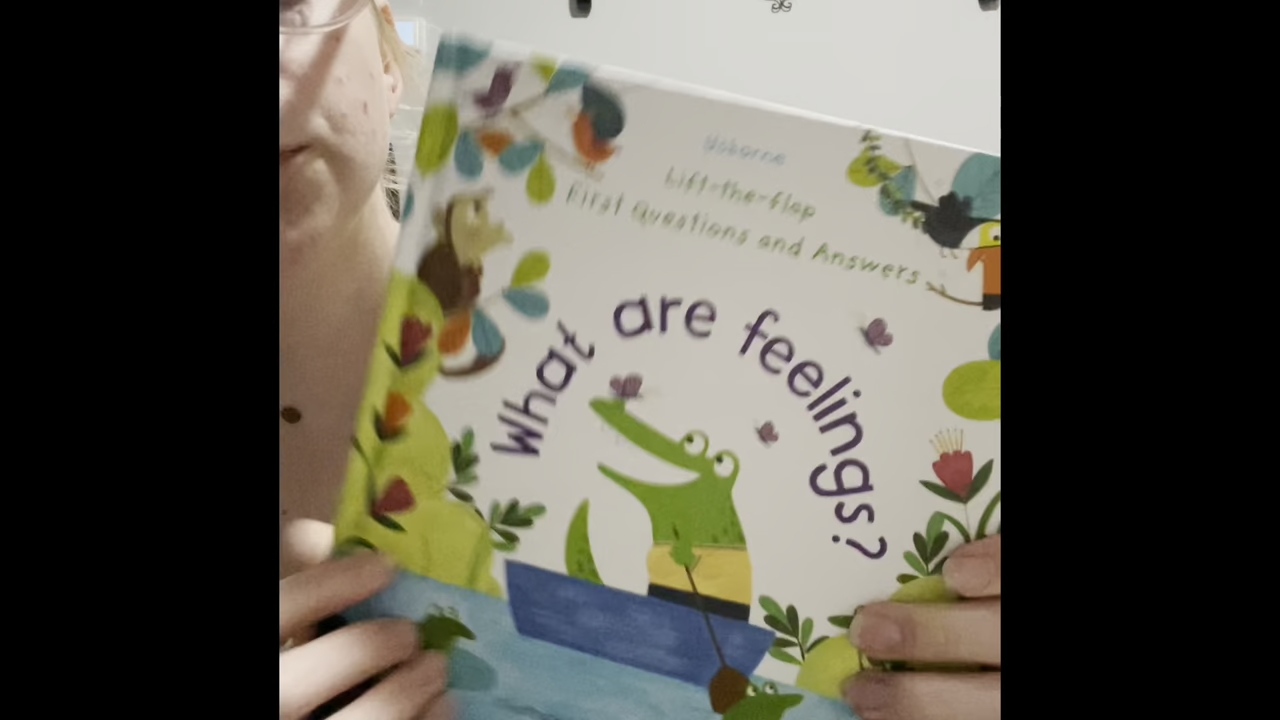 Usborne
Lift-the-flap
First Questions and Answers
What are feelings?